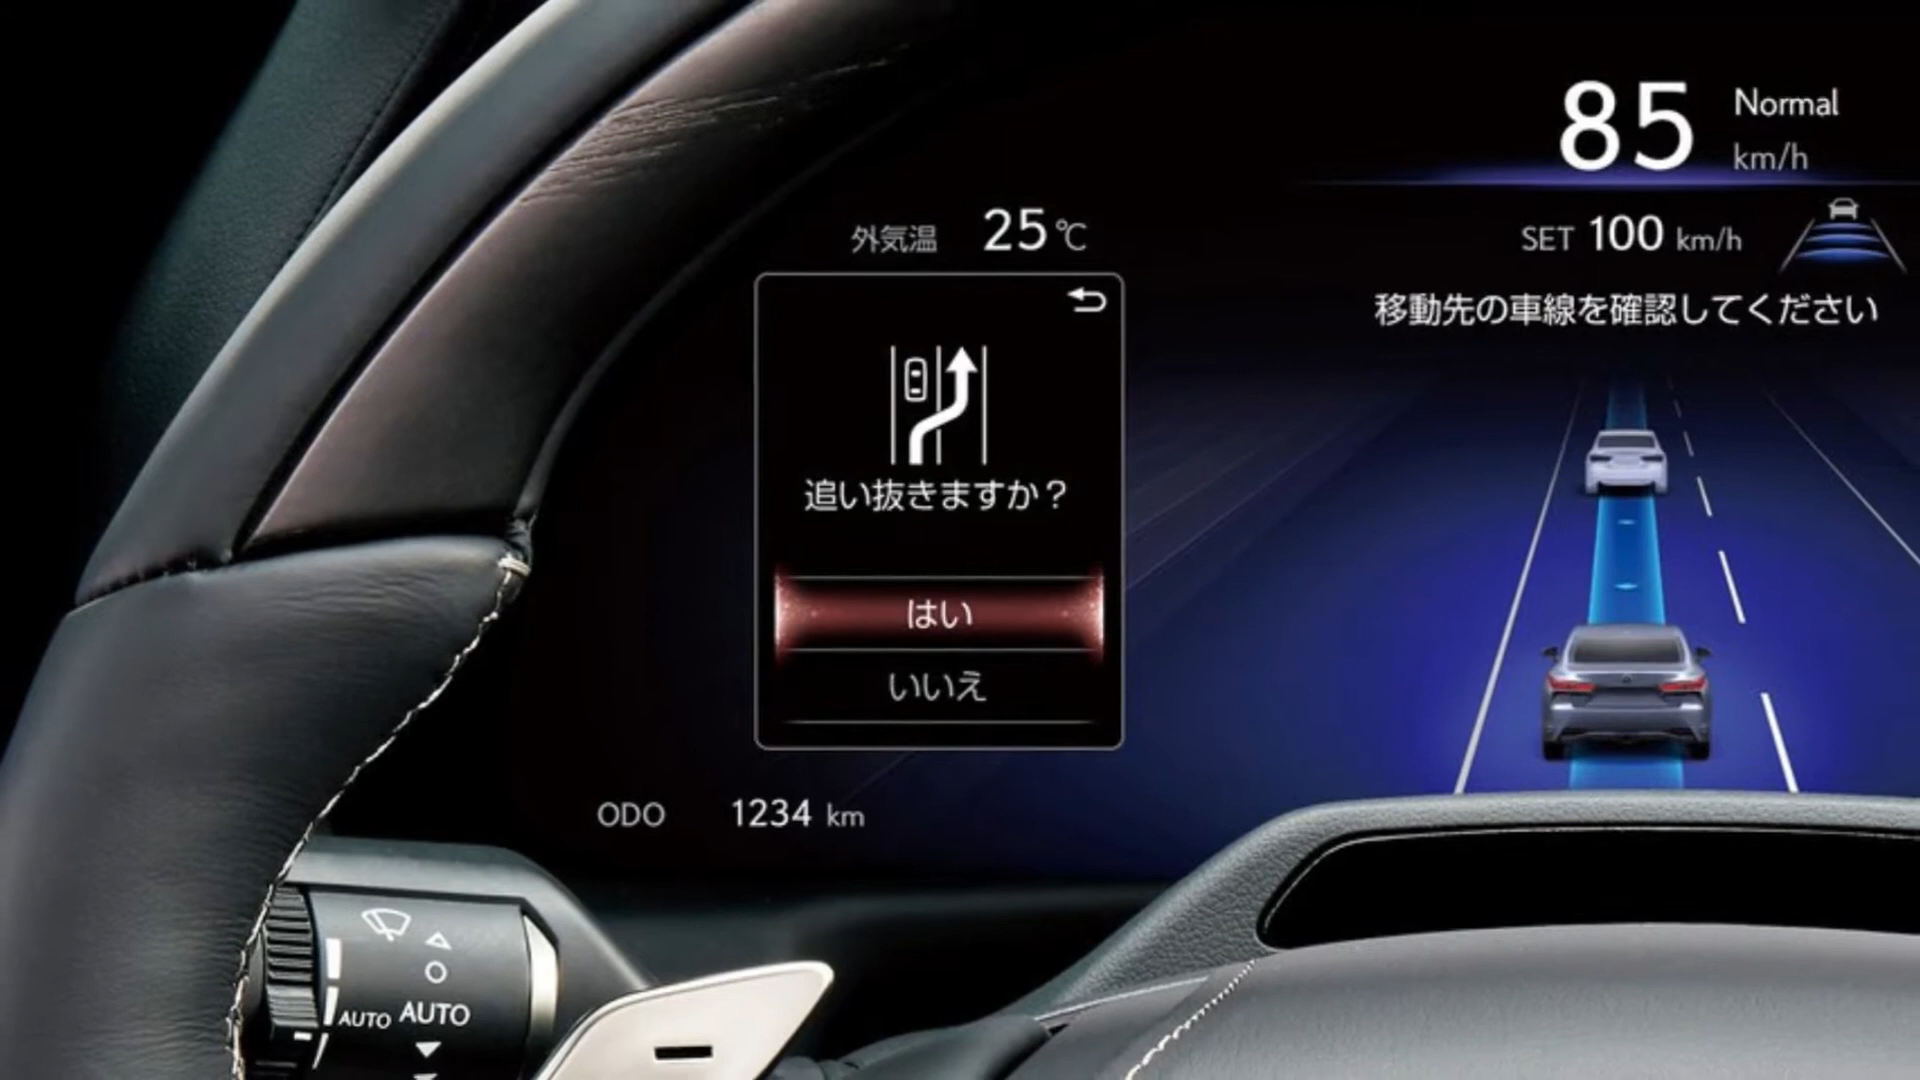 85 Normal
km/h
外気温 25℃
SET 100 km/h
移動先の車線を確認してください
追い抜きますか？
はい
いいえ
ODO 1234 km
AUTO AUTO